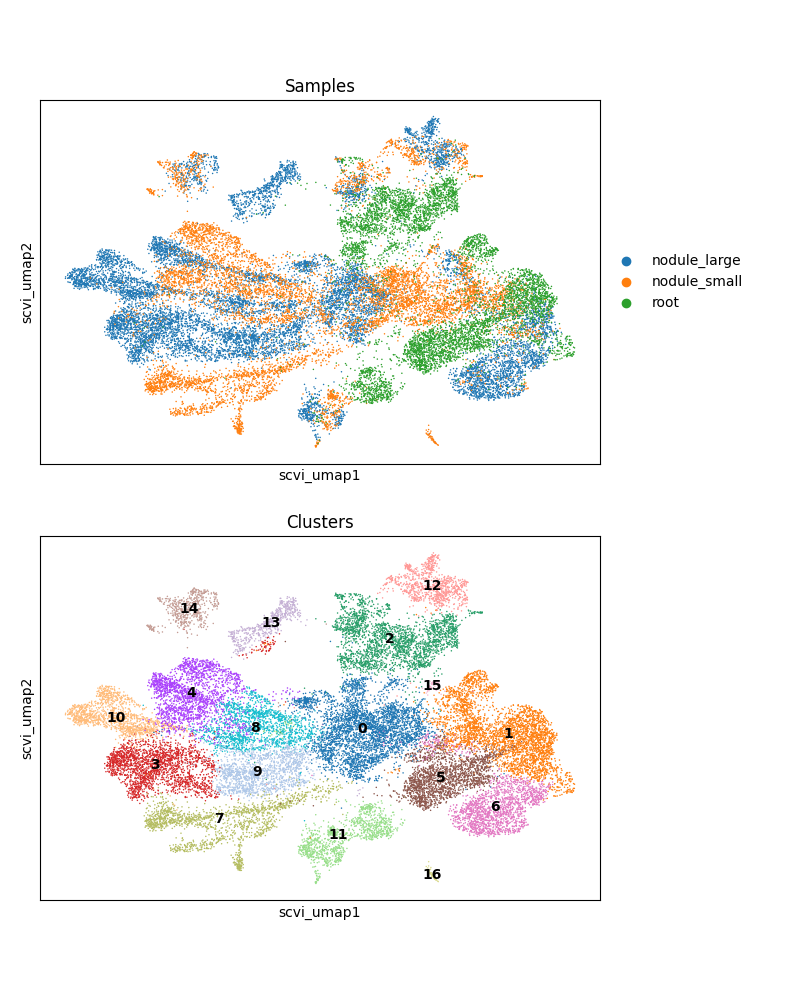 Samples
scvi_umap2
scvi_umap1
nodule_large
nodule_small
root
Clusters
scvi_umap2
12
14
13
2
15
4
10
8
0
1
3
9
5
6
7
11
16
scvi_umap1